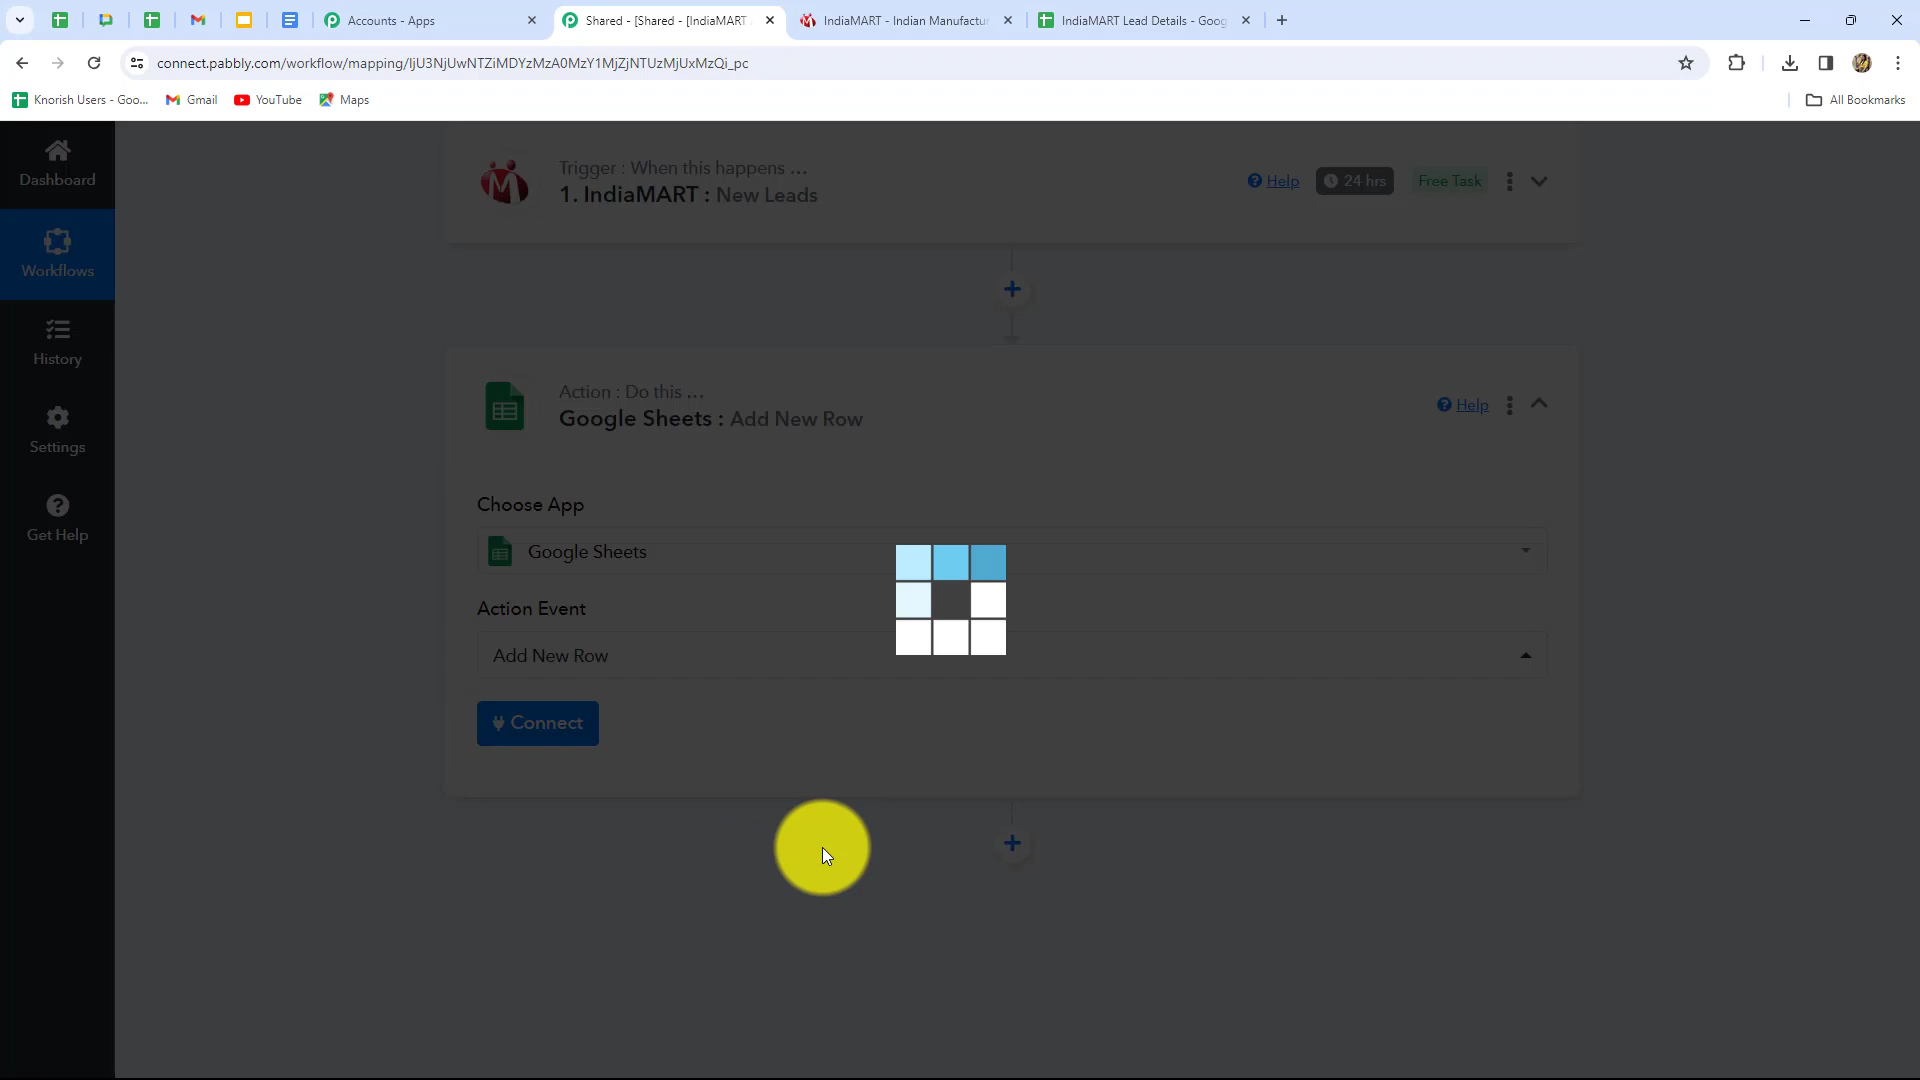 Accounts - Apps
Shared - [Shared - [IndiaMART
IndiaMART - Indian Manufactur
IndiaMART Lead Details - Goog
connect.pabbly.com/workflow/mapping/IjU3NjUwNTZiMDYzMzA0MzY1MjZjNTUzMjUxMzQi_pc
Knorish Users - Goo...
Gmail
YouTube
Maps
All Bookmarks
Dashboard
Workflows
History
Settings
Get Help
Trigger : When this happens ...
1. IndiaMART : New Leads
Help
24 hrs
Free Task
Action : Do this ...
Google Sheets : Add New Row
Help
Choose App
Google Sheets
Action Event
Add New Row
Connect